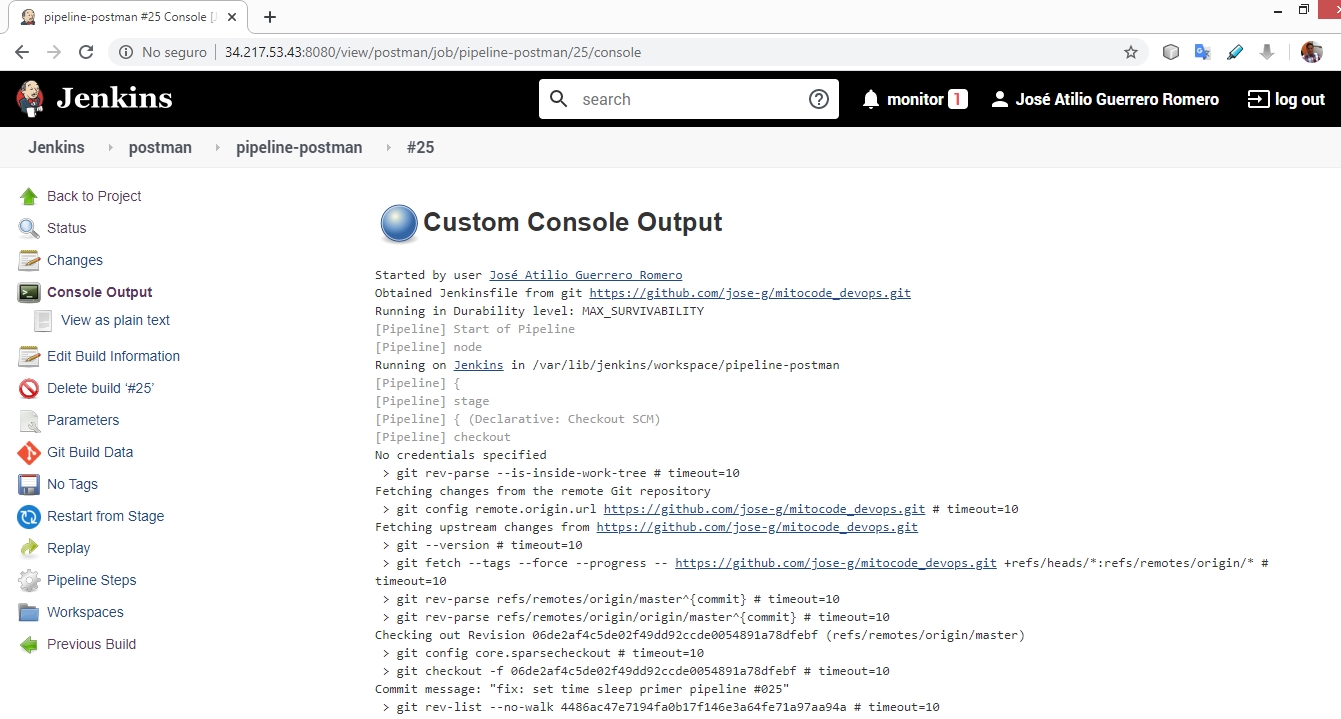 pipeline-postman #25 Console [J
No seguro
34.217.53.43:8080/view/postman/job/pipeline-postman/25/console
Jenkins
search
monitor 1
José Atilio Guerrero Romero
log out
Jenkins
postman
pipeline-postman
#25
Back to Project
Status
Changes
Console Output
View as plain text
Edit Build Information
Delete build ‘#25’
Parameters
Git Build Data
No Tags
Restart from Stage
Replay
Pipeline Steps
Workspaces
Previous Build
Custom Console Output
Started by user José Atilio Guerrero Romero
Obtained Jenkinsfile from git https://github.com/jose-g/mitocode_devops.git
Running in Durability level: MAX_SURVIVABILITY
[Pipeline] Start of Pipeline
[Pipeline] node
Running on Jenkins in /var/lib/jenkins/workspace/pipeline-postman
[Pipeline] {
[Pipeline] stage
[Pipeline] { (Declarative: Checkout SCM)
[Pipeline] checkout
No credentials specified
> git rev-parse --is-inside-work-tree # timeout=10
Fetching changes from the remote Git repository
> git config remote.origin.url https://github.com/jose-g/mitocode_devops.git # timeout=10
Fetching upstream changes from https://github.com/jose-g/mitocode_devops.git
> git --version # timeout=10
> git fetch --tags --force --progress -- https://github.com/jose-g/mitocode_devops.git +refs/heads/*:refs/remotes/origin/* #
timeout=10
> git rev-parse refs/remotes/origin/master^{commit} # timeout=10
> git rev-parse refs/remotes/origin/origin/master^{commit} # timeout=10
Checking out Revision 06de2af4c5de02f49dd92ccde0054891a78dfebf (refs/remotes/origin/master)
> git config core.sparsecheckout # timeout=10
> git checkout -f 06de2af4c5de02f49dd92ccde0054891a78dfebf # timeout=10
Commit message: "fix: set time sleep primer pipeline #025"
> git rev-list --no-walk 4486ac47e7194fa0b17f146e3a64fe71a97aa94a # timeout=10